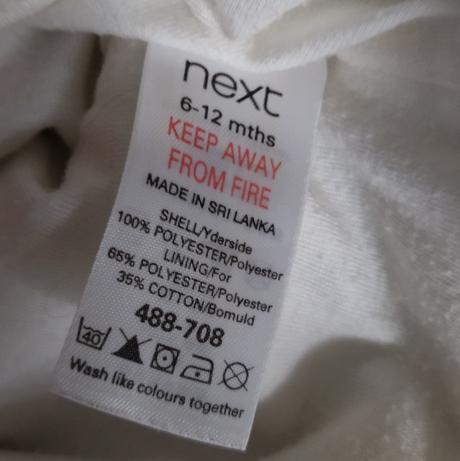 next
6-12 mths
KEEP AWAY
FROM FIRE
MADE IN SRI LANKA
SHELL/Yderside
100% POLYESTER/Polyester
LINING/For
65% POLYESTER/Polyester
35% COTTON/Bomuld
488-708
40
Wash like colours together